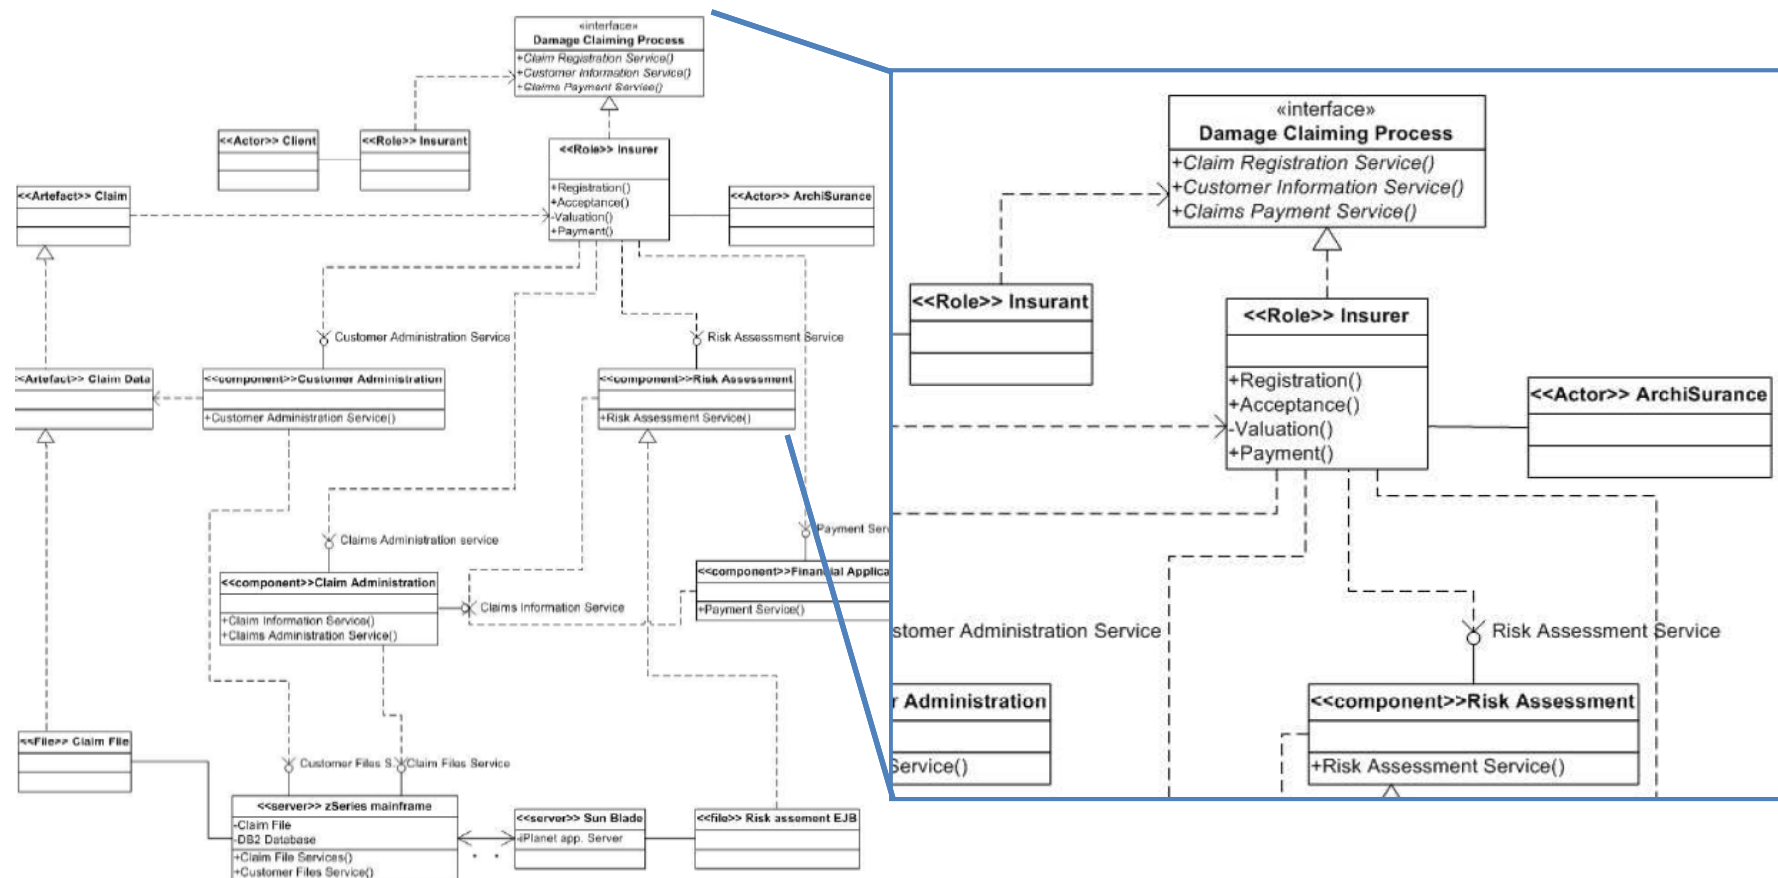 «interface»
Damage Claiming Process
+Claim Registration Service()
+Customer Information Service()
+Claims Payment Service()
<<Actor>> Client
<<Role>> Insurant
<<Role>> Insurer
+Registration()
+Acceptance()
-Valuation()
+Payment()
<<Artefact>> Claim
<<Actor>> ArchiSurance
Customer Administration Service
Risk Assessment Service
<<Artefact>> Claim Data
<<component>>Customer Administration
+Customer Administration Service()
<<component>>Risk Assessment
+Risk Assessment Service()
Claims Administration service
Payment Ser
<<component>>Claim Administration
+Claim Information Service()
+Claims Administration Service()
Claims Information Service
<<component>>Financial Applica
+Payment Service()
<<File>> Claim File
Customer Files S
Claim Files Service
<<server>> zSeries mainframe
-Claim File
-DB2 Database
+Claim File Services()
+Customer Files Service()
<<server>> Sun Blade
-iPlanet app. Server
<<file>> Risk assement EJB
«interface»
Damage Claiming Process
+Claim Registration Service()
+Customer Information Service()
+Claims Payment Service()
<<Role>> Insurant
<<Role>> Insurer
+Registration()
+Acceptance()
-Valuation()
+Payment()
<<Actor>> ArchiSurance
stomer Administration Service
Risk Assessment Service
r Administration
Service()
<<component>>Risk Assessment
+Risk Assessment Service()